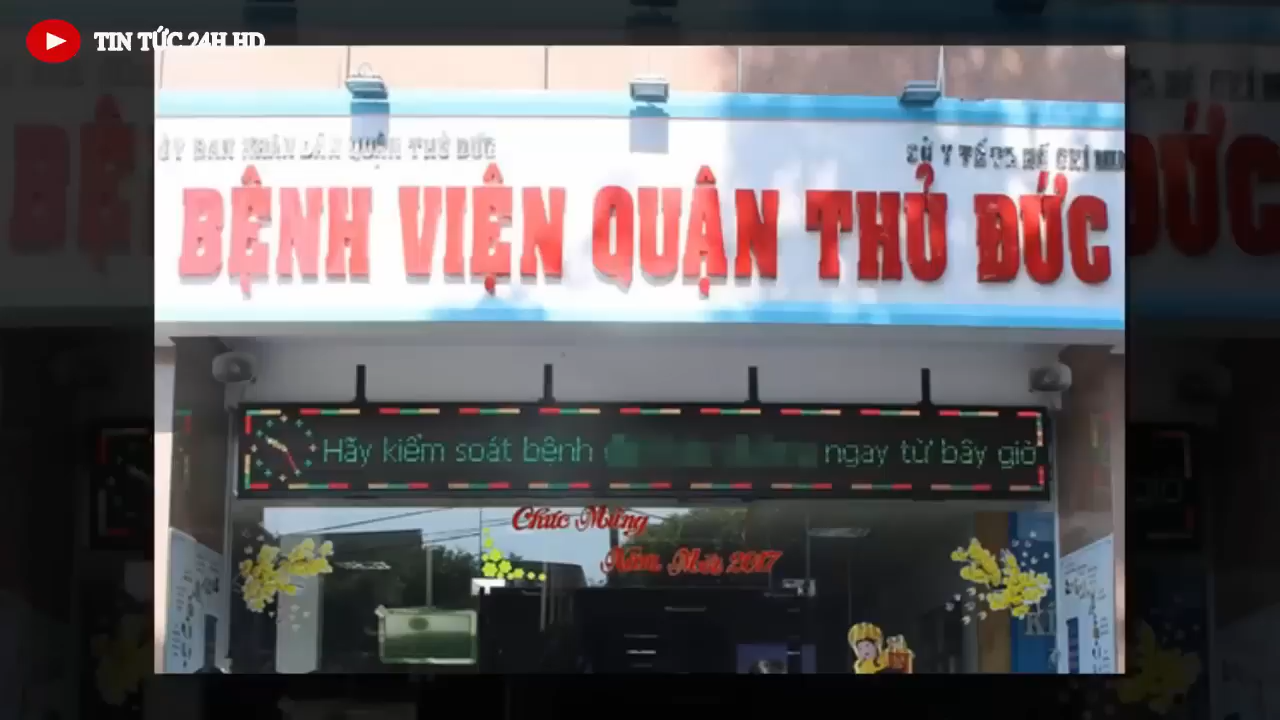 TIN TỨC 24H HD
ỦY BAN NHÂN DÂN QUẬN THỦ ĐỨC
SỞ Y TẾ TP. HỒ CHÍ MINH
BỆNH VIỆN QUẬN THỦ ĐỨC
Hãy kiểm soát bệnh ngay từ bây giờ
Chúc Mừng
Năm Mới 2017